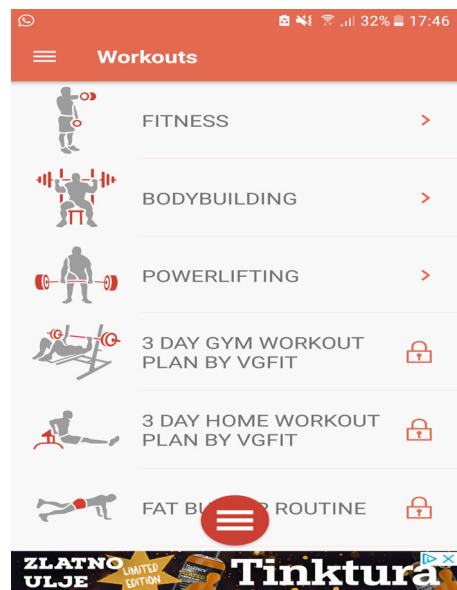 32% 17:46
Workouts
FITNESS
BODYBUILDING
POWERLIFTING
3 DAY GYM WORKOUT
PLAN BY VGFIT
3 DAY HOME WORKOUT
PLAN BY VGFIT
FAT ROUTINE
ZLATNO
ULJE
LIMITED
EDITION
Tinktura